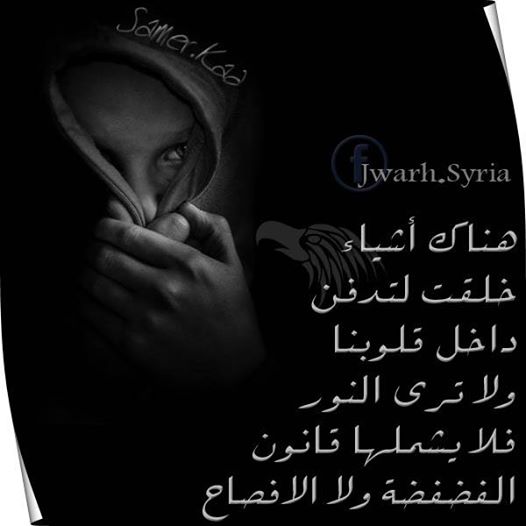 Samer.Kaa
f Jwarh.Syria
هناك أشياء
خلقت لتدفن
داخل قلوبنا
ولا ترى النور
فلا يشملها قانون
الفضفضة ولا الافصاح